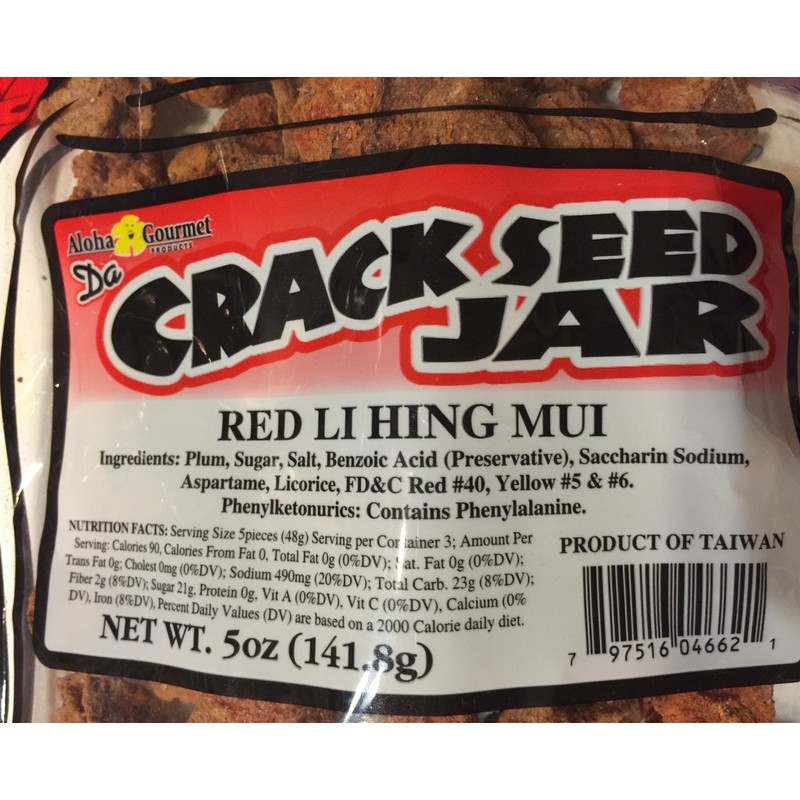 Aloha Gourmet
PRODUCTS
Da
CRACK SEED
JAR
RED LI HING MUI
Ingredients: Plum, Sugar, Salt, Benzoic Acid (Preservative), Saccharin Sodium,
Aspartame, Licorice, FD&C Red #40, Yellow #5 & #6.
Phenylketonurics: Contains Phenylalanine.
NUTRITION FACTS: Serving Size 5pieces (48g) Serving per Container 3; Amount Per
Serving: Calories 90, Calories From Fat 0, Total Fat 0g (0%DV); Sat. Fat 0g (0%DV);
Trans Fat 0g; Cholest 0mg (0%DV); Sodium 490mg (20%DV); Total Carb. 23g (8%DV);
Fiber 2g (8%DV); Sugar 21g, Protein 0g, Vit A (0%DV), Vit C (0%DV), Calcium (0%
DV), Iron (8%DV), Percent Daily Values (DV) are based on a 2000 Calorie daily diet.
NET WT. 5oz (141.8g)
PRODUCT OF TAIWAN
7 97516 04662 1